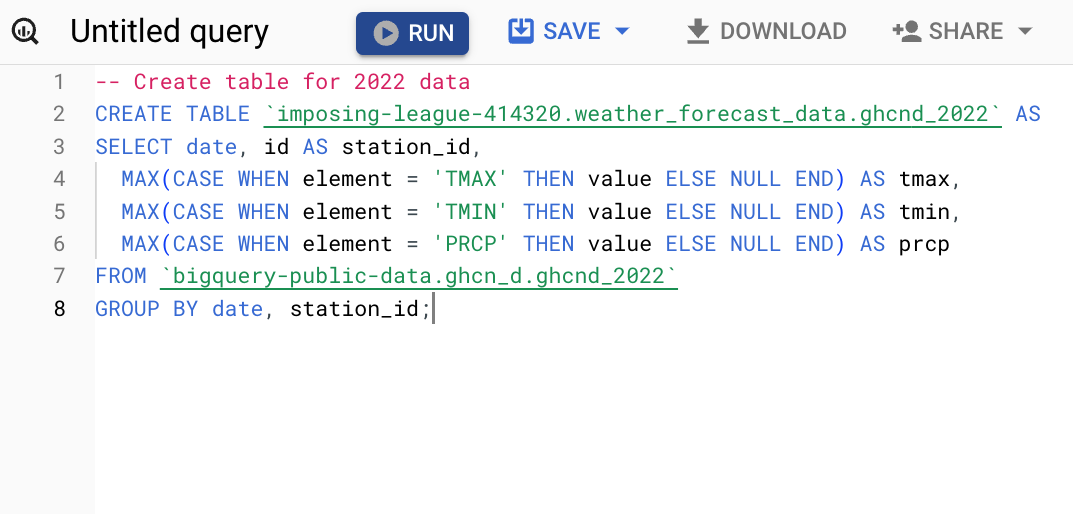 Untitled query RUN SAVE DOWNLOAD SHARE
1 -- Create table for 2022 data
2 CREATE TABLE `imposing-league-414320.weather_forecast_data.ghcnd_2022` AS
3 SELECT date, id AS station_id,
4 MAX(CASE WHEN element = 'TMAX' THEN value ELSE NULL END) AS tmax,
5 MAX(CASE WHEN element = 'TMIN' THEN value ELSE NULL END) AS tmin,
6 MAX(CASE WHEN element = 'PRCP' THEN value ELSE NULL END) AS prcp
7 FROM `bigquery-public-data.ghcn_d.ghcnd_2022`
8 GROUP BY date, station_id;